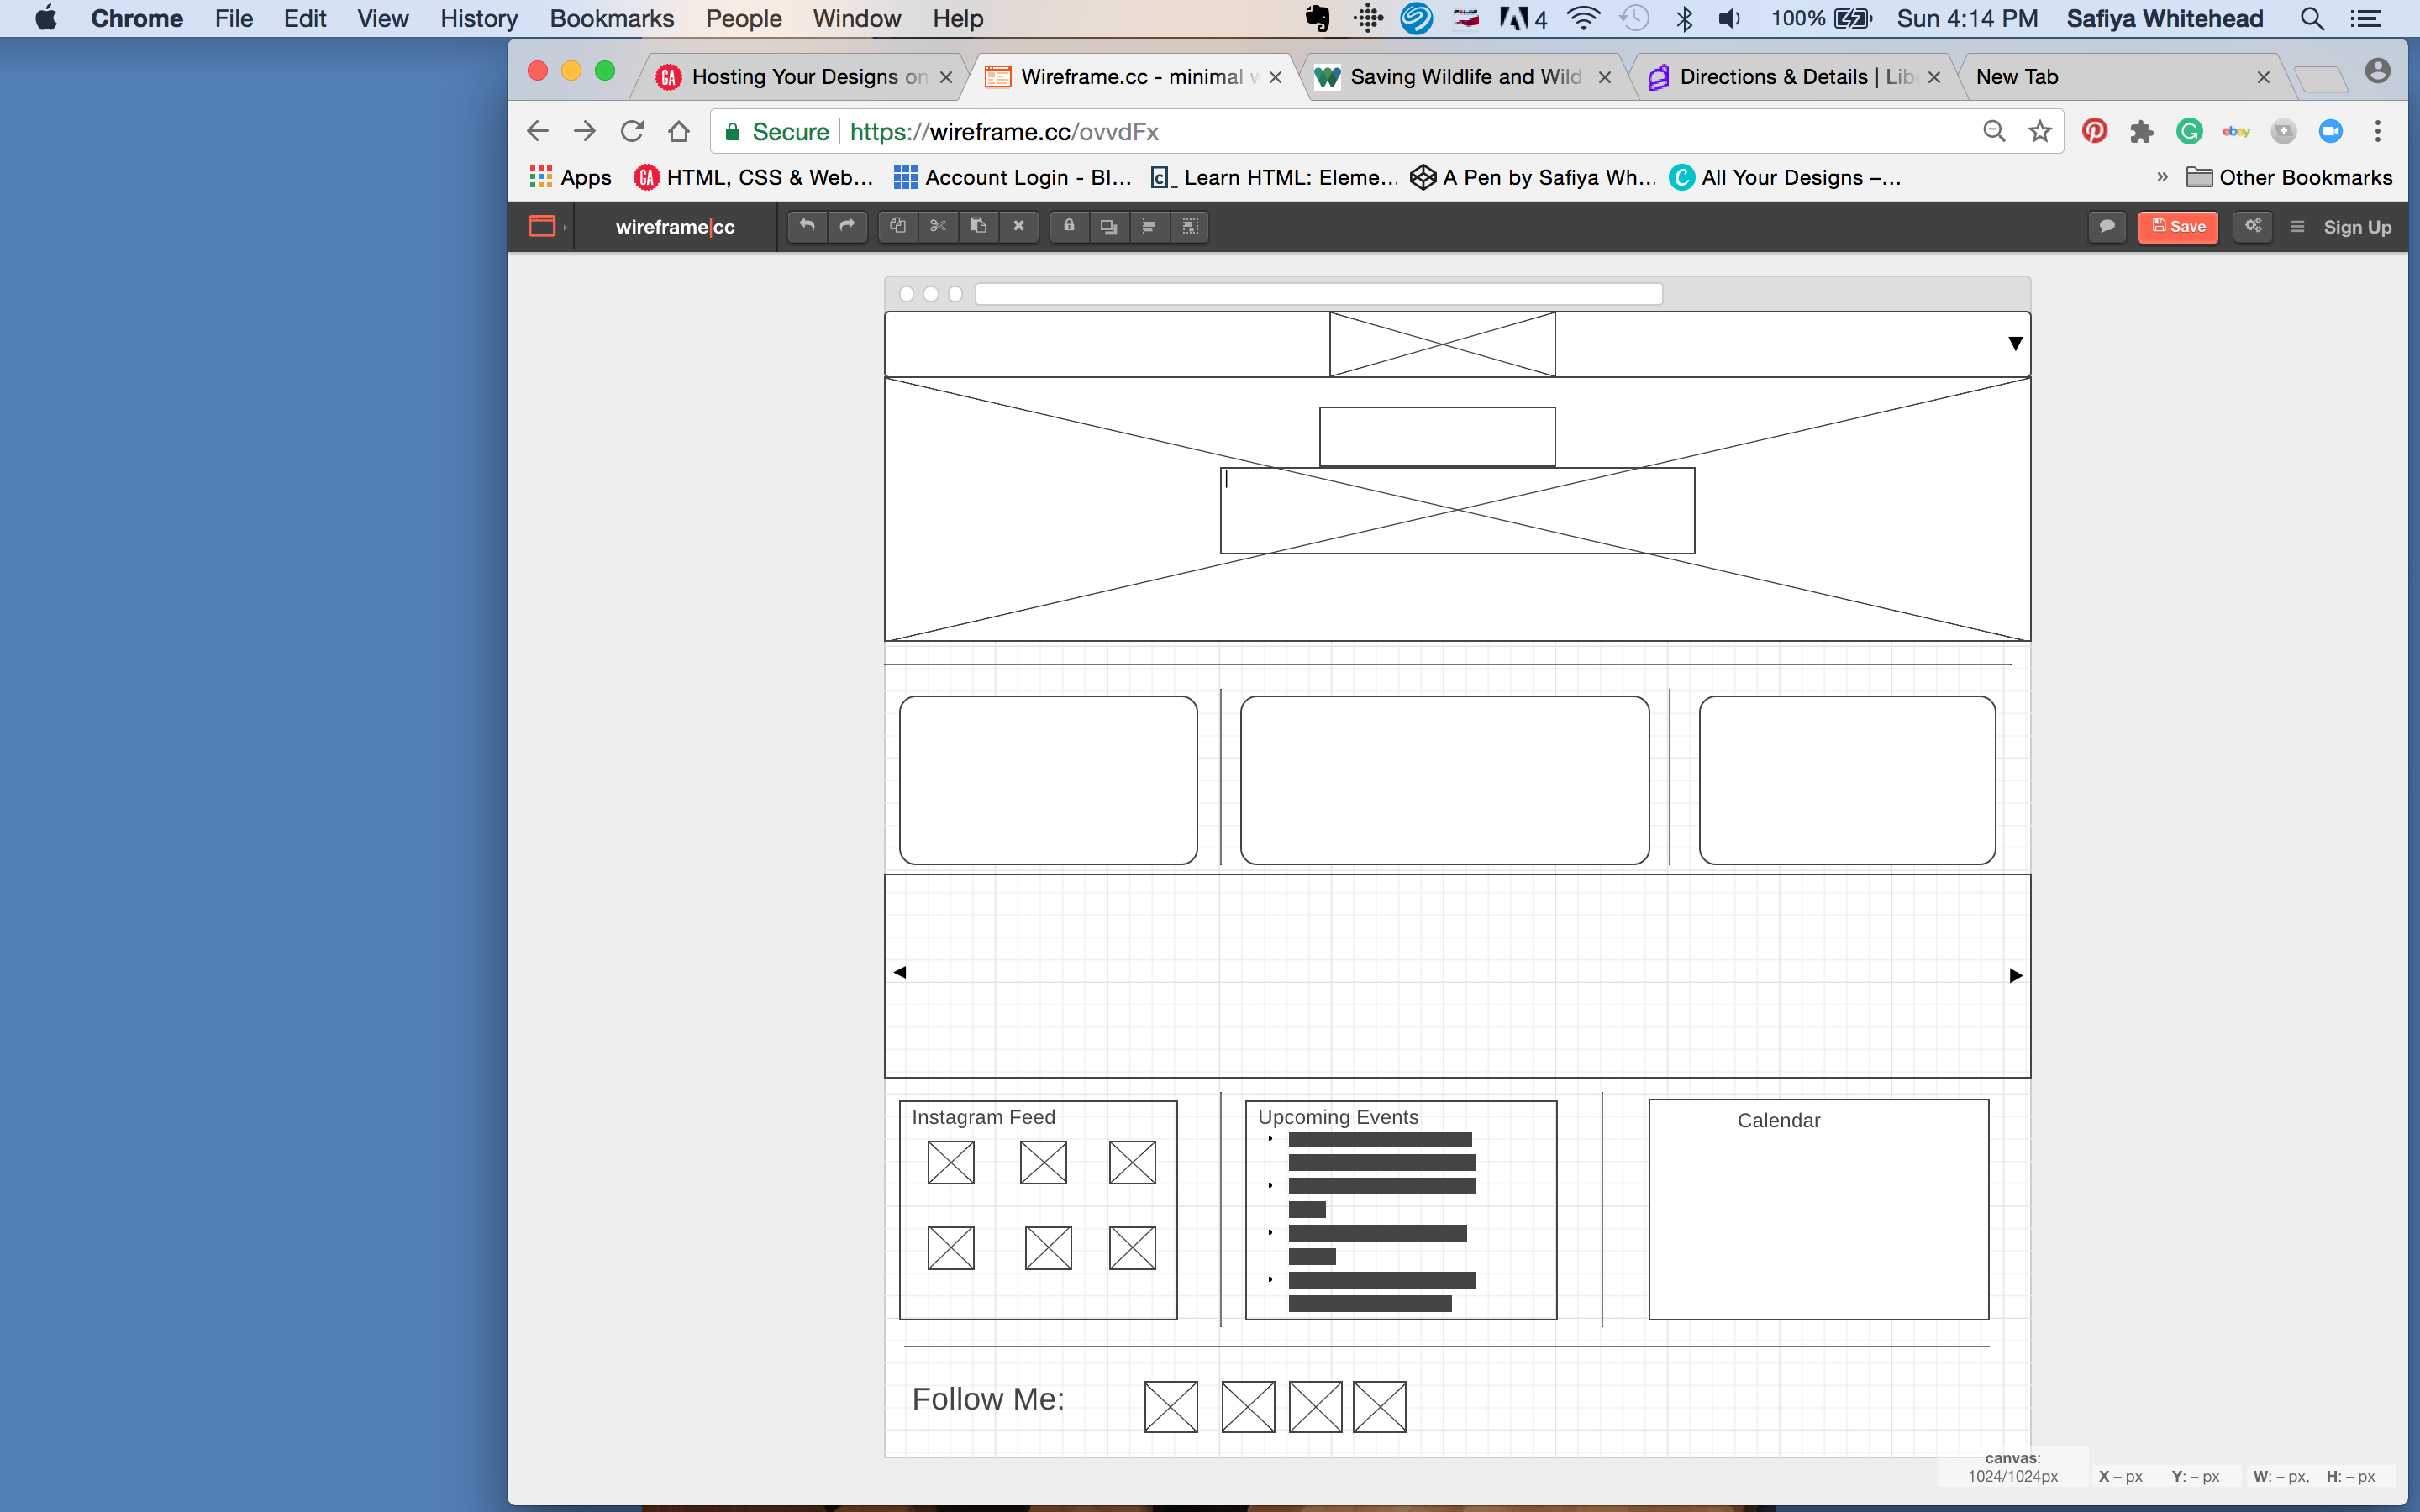 Chrome File Edit View History Bookmarks People Window Help 4 100% Sun 4:14 PM Safiya Whitehead
GA Hosting Your Designs on Wireframe.cc - minimal w Saving Wildlife and Wild Directions & Details | Lib New Tab
Secure https://wireframe.cc/ovvdFx ebay
Apps GA HTML, CSS & Web... Account Login - Bl... Learn HTML: Eleme... A Pen by Safiya Wh... All Your Designs –... » Other Bookmarks
wireframe|cc Save Sign Up
Instagram Feed Upcoming Events Calendar
Follow Me:
canvas:
1024/1024px X – px Y: – px W: – px, H: – px